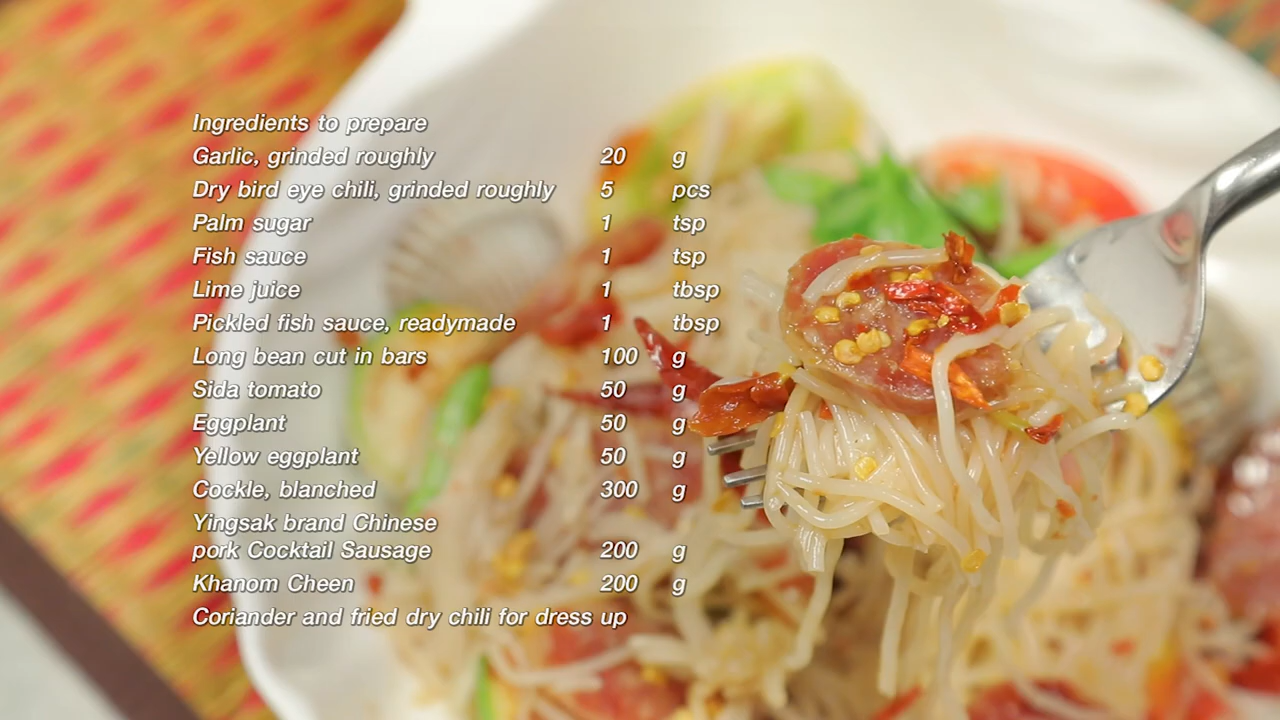 Ingredients to prepare
Garlic, grinded roughly 20 g
Dry bird eye chili, grinded roughly 5 pcs
Palm sugar 1 tsp
Fish sauce 1 tsp
Lime juice 1 tbsp
Pickled fish sauce, readymade 1 tbsp
Long bean cut in bars 100 g
Sida tomato 50 g
Eggplant 50 g
Yellow eggplant 50 g
Cockle, blanched 300 g
Yingsak brand Chinese
pork Cocktail Sausage 200 g
Khanom Cheen 200 g
Coriander and fried dry chili for dress up